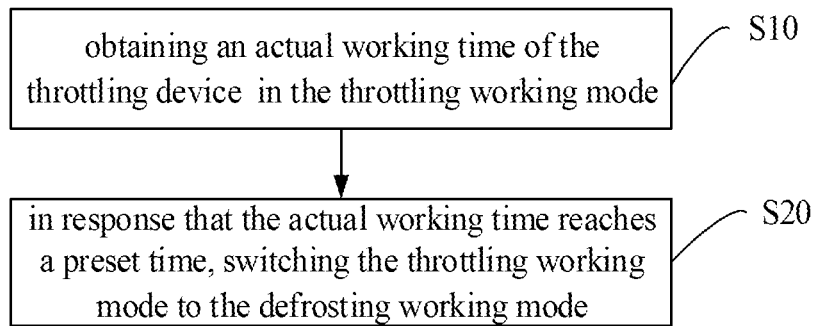 obtaining an actual working time of the
throttling device in the throttling working mode
S10
in response that the actual working time reaches
a preset time, switching the throttling working
mode to the defrosting working mode
S20